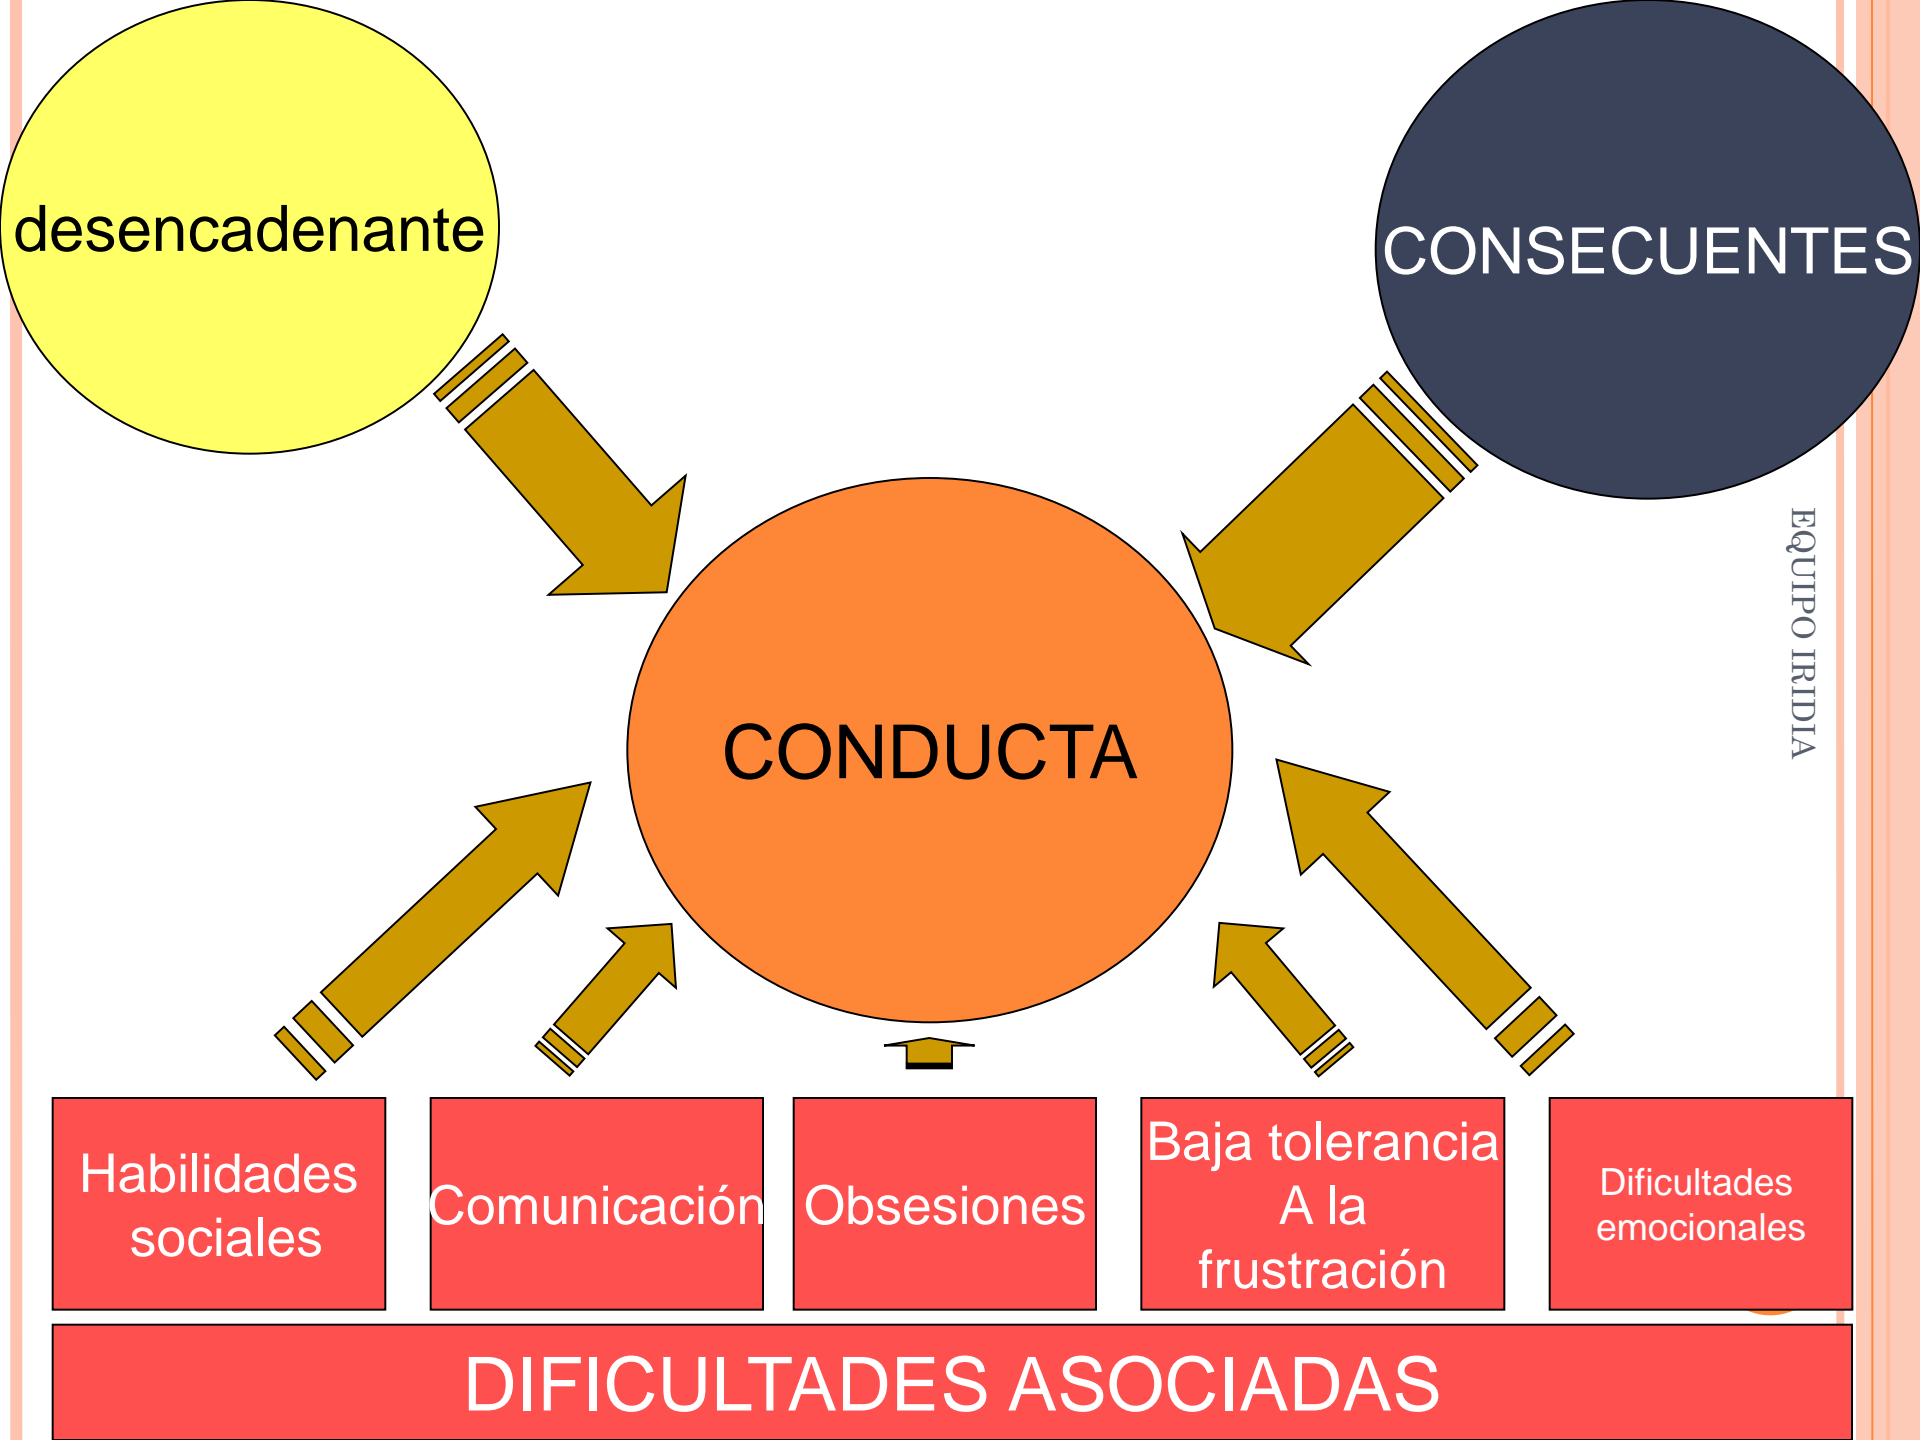 desencadenante
CONSECUENTES
CONDUCTA
EQUIPO IRIDIA
Habilidades
sociales
Comunicación
Obsesiones
Baja tolerancia
A la
frustración
Dificultades
emocionales
DIFICULTADES ASOCIADAS